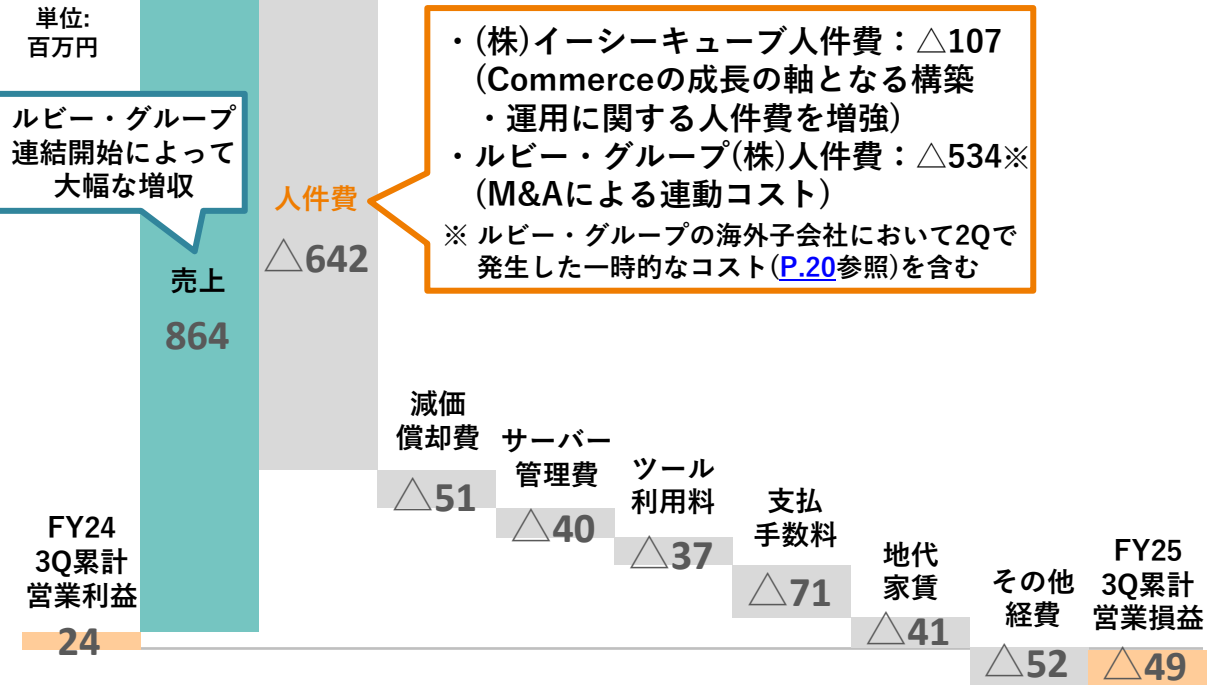 単位:
百万円
ルビー・グループ
連結開始によって
大幅な増収
売上
864
人件費
△642
・(株)イーシーキューブ人件費：△107
(Commerceの成長の軸となる構築
・運用に関する人件費を増強)
・ルビー・グループ(株)人件費：△534※
(M&Aによる連動コスト)
※ ルビー・グループの海外子会社において2Qで
発生した一時的なコスト(P.20参照)を含む
FY24
3Q累計
営業利益
24
減価
償却費
△51
サーバー
管理費
△40
ツール
利用料
△37
支払
手数料
△71
地代
家賃
△41
その他
経費
△52
FY25
3Q累計
営業損益
△49